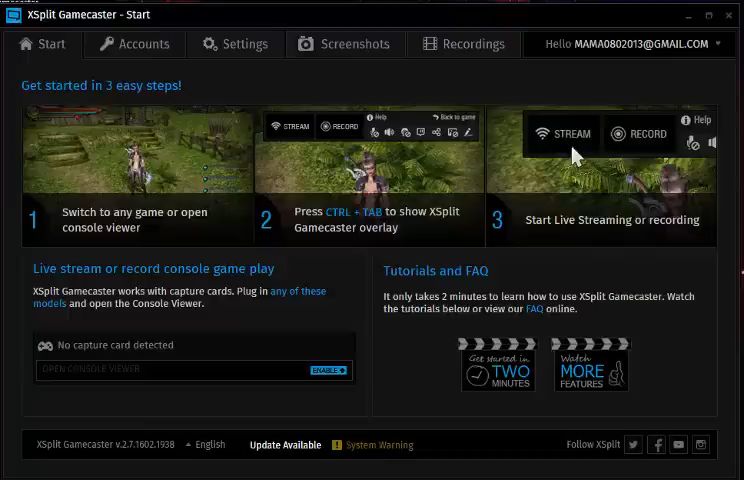 XSplit Gamecaster - Start
Start
Accounts
Settings
Screenshots
Recordings
Hello MAMA0802013@GMAIL.COM
Get started in 3 easy steps!
1
Switch to any game or open
console viewer
STREAM
RECORD
Help
Back to game
2
Press CTRL + TAB to show XSplit
Gamecaster overlay
STREAM
RECORD
Help
3
Start Live Streaming or recording
Live stream or record console game play
XSplit Gamecaster works with capture cards. Plug in any of these
models and open the Console Viewer.
No capture card detected
OPEN CONSOLE VIEWER
ENABLE
Tutorials and FAQ
It only takes 2 minutes to learn how to use XSplit Gamecaster. Watch
the tutorials below or view our FAQ online.
Get started in
TWO
MINUTES
Watch
MORE
FEATURES
XSplit Gamecaster v.2.7.1602.1938
English
Update Available
System Warning
Follow XSplit